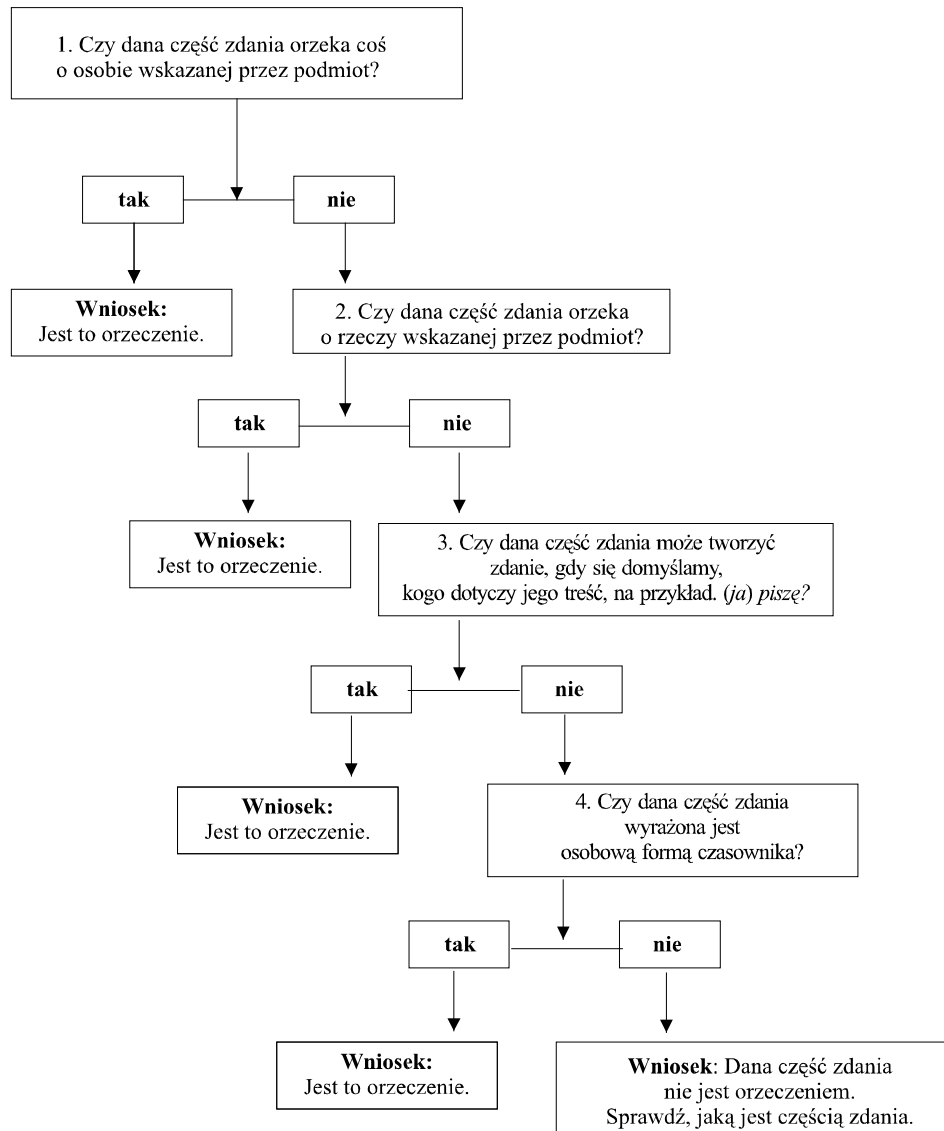 1. Czy dana część zdania orzeka coś
o osobie wskazanej przez podmiot?
tak
nie
Wniosek:
Jest to orzeczenie.
2. Czy dana część zdania orzeka
o rzeczy wskazanej przez podmiot?
tak
nie
Wniosek:
Jest to orzeczenie.
3. Czy dana część zdania może tworzyć
zdanie, gdy się domyślamy,
kogo dotyczy jego treść, na przykład. (ja) piszę?
tak
nie
Wniosek:
Jest to orzeczenie.
4. Czy dana część zdania
wyrażona jest
osobową formą czasownika?
tak
nie
Wniosek:
Jest to orzeczenie.
Wniosek: Dana część zdania
nie jest orzeczeniem.
Sprawdź, jaką jest częścią zdania.